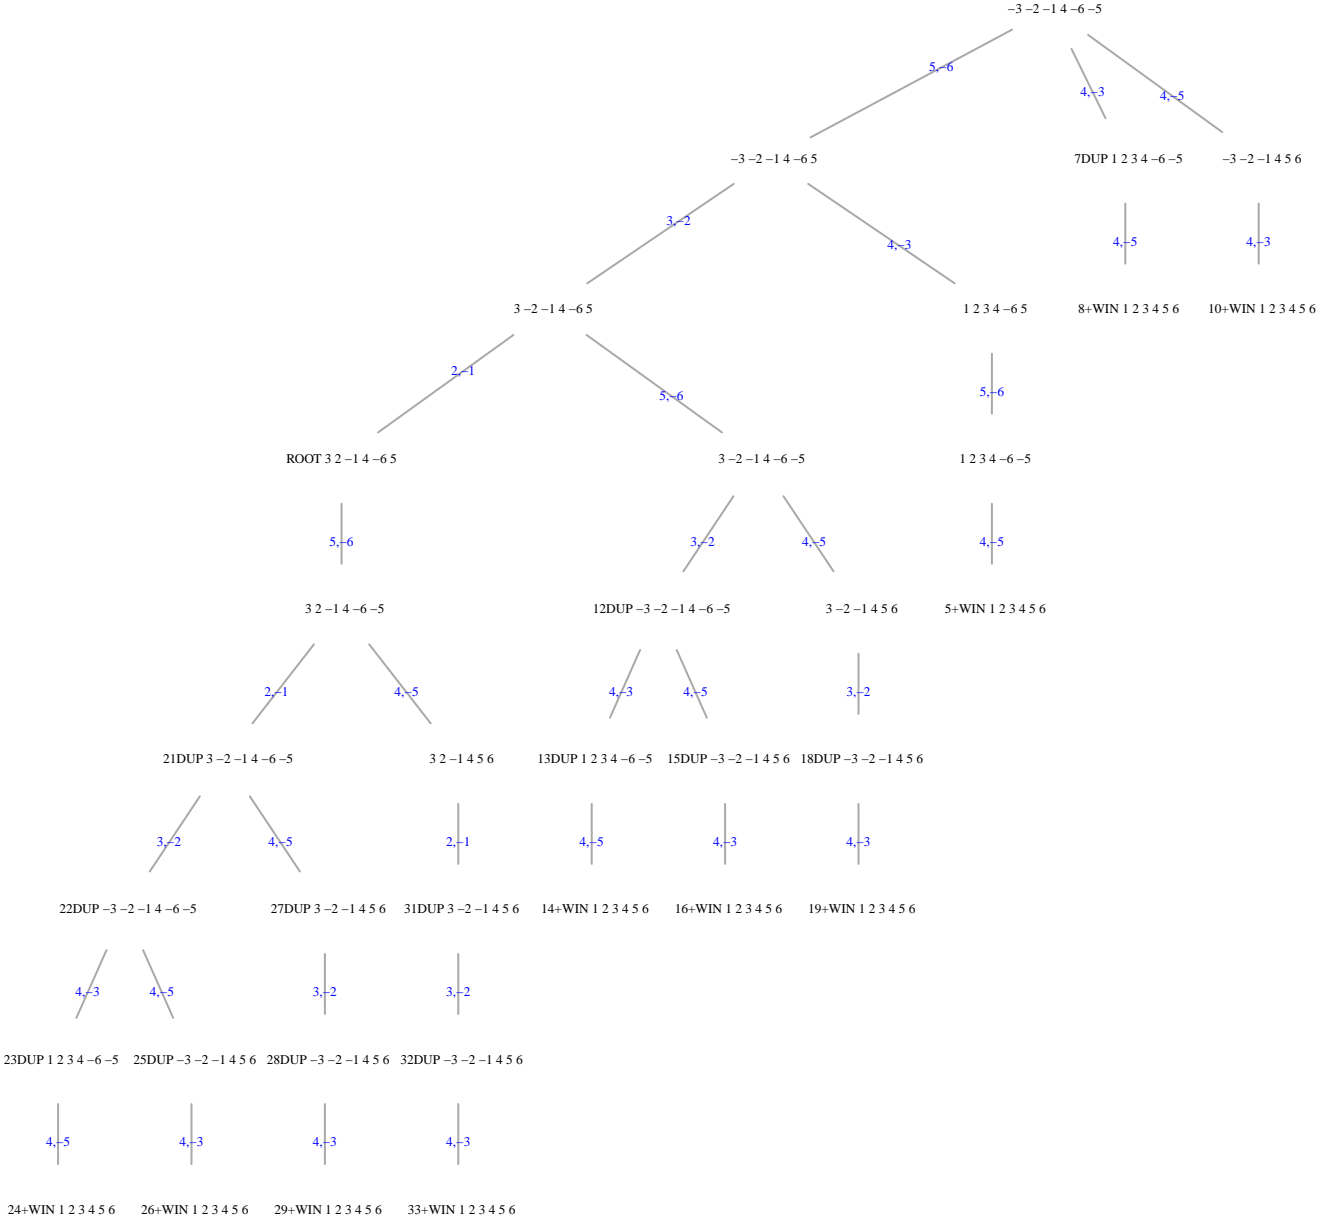 −3 −2 −1 4 −6 −5
5,−6
4,−3
4,−5
−3 −2 −1 4 −6 5
7DUP 1 2 3 4 −6 −5
−3 −2 −1 4 5 6
3,−2
4,−3
4,−5
4,−3
3 −2 −1 4 −6 5
1 2 3 4 −6 5
8+WIN 1 2 3 4 5 6
10+WIN 1 2 3 4 5 6
2,−1
5,−6
5,−6
ROOT 3 2 −1 4 −6 5
3 −2 −1 4 −6 −5
1 2 3 4 −6 −5
5,−6
3,−2
4,−5
4,−5
3 2 −1 4 −6 −5
12DUP −3 −2 −1 4 −6 −5
3 −2 −1 4 5 6
5+WIN 1 2 3 4 5 6
2,−1
4,−5
4,−3
4,−5
3,−2
21DUP 3 −2 −1 4 −6 −5
3 2 −1 4 5 6
13DUP 1 2 3 4 −6 −5
15DUP −3 −2 −1 4 5 6
18DUP −3 −2 −1 4 5 6
3,−2
4,−5
2,−1
4,−5
4,−3
4,−3
22DUP −3 −2 −1 4 −6 −5
27DUP 3 −2 −1 4 5 6
31DUP 3 −2 −1 4 5 6
14+WIN 1 2 3 4 5 6
16+WIN 1 2 3 4 5 6
19+WIN 1 2 3 4 5 6
4,−3
4,−5
3,−2
3,−2
23DUP 1 2 3 4 −6 −5
25DUP −3 −2 −1 4 5 6
28DUP −3 −2 −1 4 5 6
32DUP −3 −2 −1 4 5 6
4,−5
4,−3
4,−3
4,−3
24+WIN 1 2 3 4 5 6
26+WIN 1 2 3 4 5 6
29+WIN 1 2 3 4 5 6
33+WIN 1 2 3 4 5 6